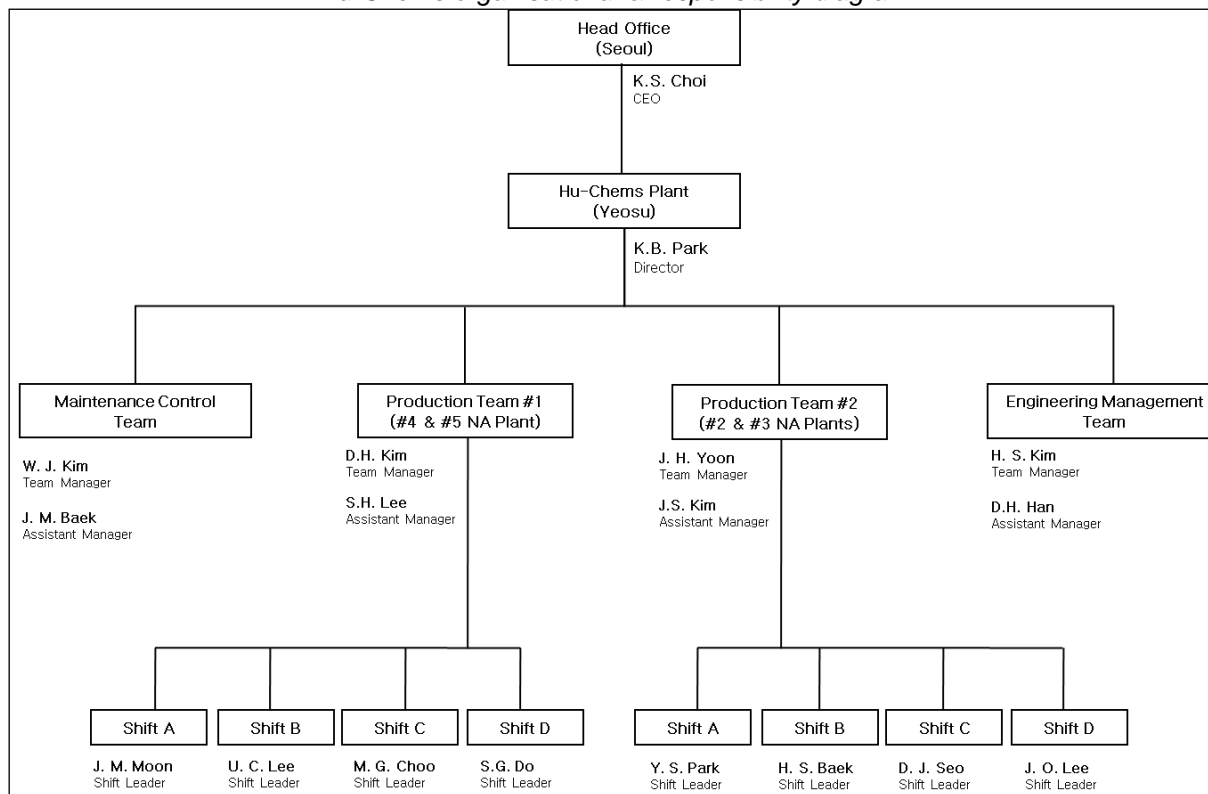 organisational responsibility diagram
Head Office
(Seoul)
K.S. Choi
CEO
Hu-Chems Plant
(Yeosu)
K.B. Park
Director
Maintenance Control
Team
W. J. Kim
Team Manager
J. M. Baek
Assistant Manager
Production Team #1
(#4 & #5 NA Plant)
D.H. Kim
Team Manager
S.H. Lee
Assistant Manager
Production Team #2
(#2 & #3 NA Plants)
J. H. Yoon
Team Manager
J.S. Kim
Assistant Manager
Engineering Management
Team
H. S. Kim
Team Manager
D.H. Han
Assistant Manager
Shift A
J. M. Moon
Shift Leader
Shift B
U. C. Lee
Shift Leader
Shift C
M. G. Choo
Shift Leader
Shift D
S.G. Do
Shift Leader
Shift A
Y. S. Park
Shift Leader
Shift B
H. S. Baek
Shift Leader
Shift C
D. J. Seo
Shift Leader
Shift D
J. O. Lee
Shift Leader